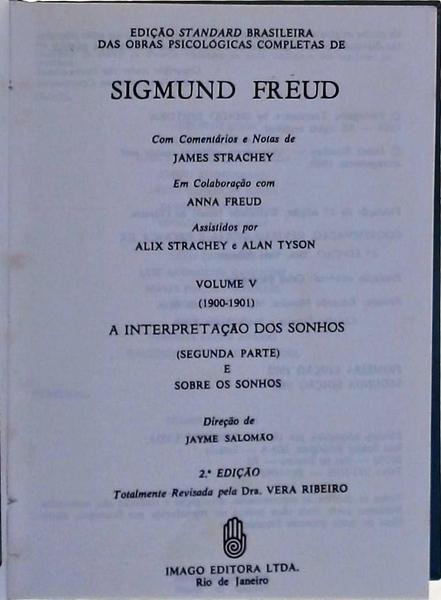 EDIÇÃO STANDARD BRASILEIRA
DAS OBRAS PSICOLÓGICAS COMPLETAS DE
SIGMUND FREUD
Com Comentários e Notas de
JAMES STRACHEY
Em Colaboração com
ANNA FREUD
Assistidos por
ALIX STRACHEY e ALAN TYSON
VOLUME V
(1900-1901)
A INTERPRETAÇÃO DOS SONHOS
(SEGUNDA PARTE)
E
SOBRE OS SONHOS
Direção de
JAYME SALOMÃO
2.ª EDIÇÃO
Totalmente Revisada pela Dra. VERA RIBEIRO
IMAGO EDITORA LTDA.
Rio de Janeiro